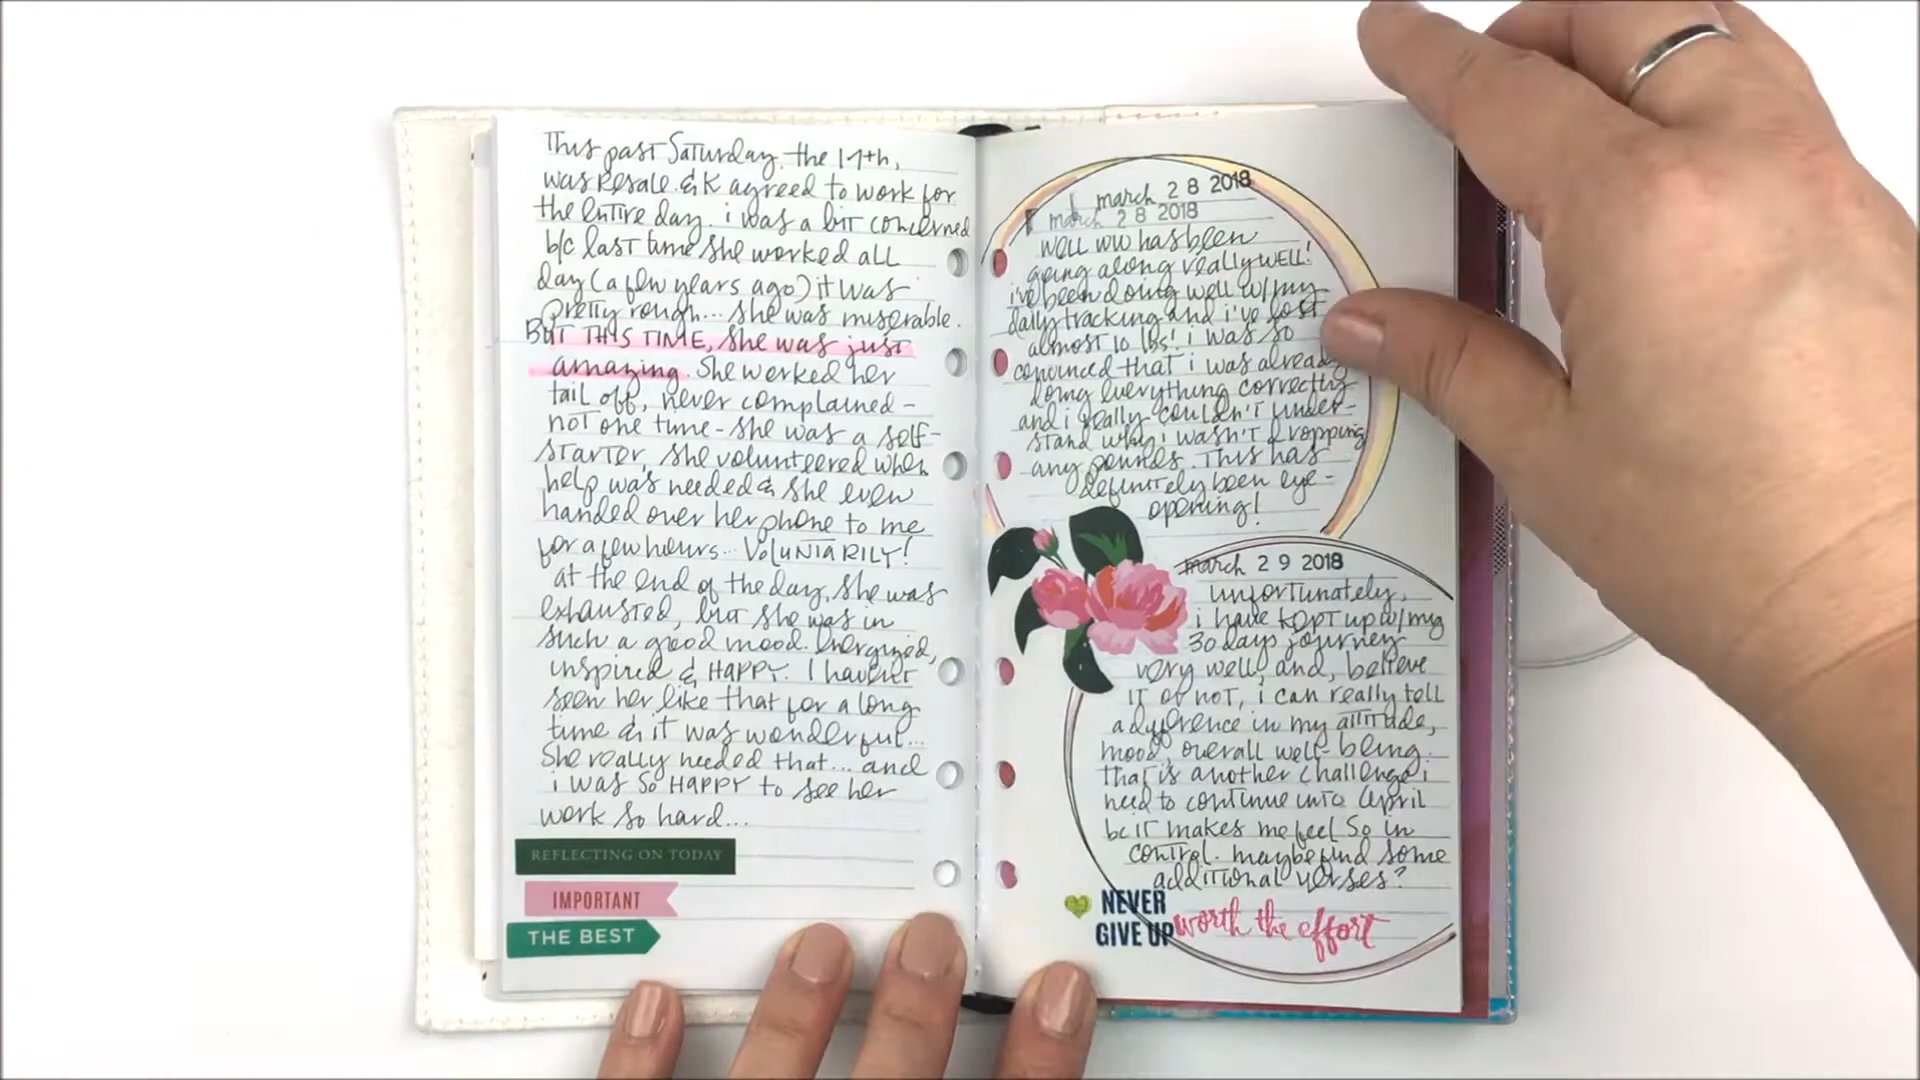 This past Saturday, the 17th,
was Resale. & K agreed to work for
the entire day. i was a bit concerned
b/c last time she worked all
day (a few years ago) it was
pretty rough... she was miserable.
BUT THIS TIME, she was just
amazing. She worked her
tail off, never complained -
not one time - she was a self-
starter, she volunteered when
help was needed & she even
handed over her phone to me
for a few hours... VOLUNTARILY!
at the end of the day, she was
exhausted, but she was in
such a good mood. Energized,
inspired & HAPPY. I haven't
seen her like that for a long
time & it was wonderful...
She really needed that... and
i was SO HAPPY to see her
work so hard...
REFLECTING ON TODAY
IMPORTANT
THE BEST
march 28 2018
march 28 2018
well ww has been
going along really WELL!
i've been doing well w/ my
daily tracking and i've lost
almost 10 lbs! i was so
convinced that i was already
doing everything correctly
and i really couldn't under-
stand why i wasn't dropping
any pounds. This has
definitely been eye-
opening!
march 29 2018
unfortunately,
i have kept up w/ my
30 days journey
very well, and, believe
it or not, i can really tell
a difference in my attitude,
mood, overall well-being.
that is another challenge i
need to continue into April
bc it makes me feel so in
control. maybe find some
additional verses?
NEVER
GIVE UP
worth the effort